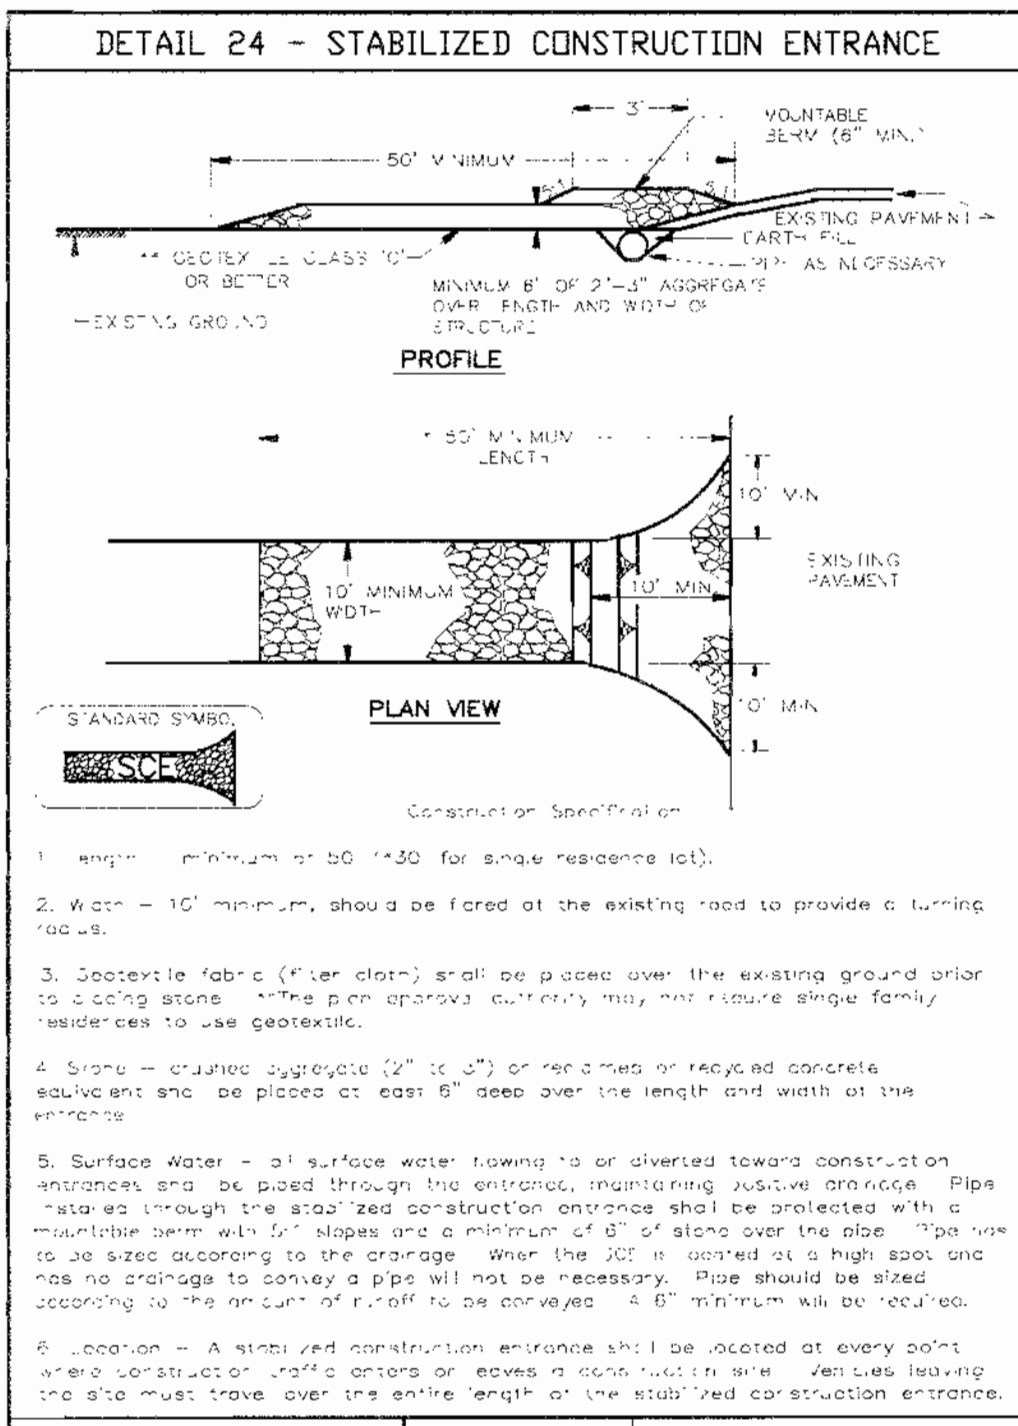 DETAIL 24 - STABILIZED CONSTRUCTION ENTRANCE
3'
MOUNTABLE
BERM (6" MIN.)
50' MINIMUM
EXISTING PAVEMENT
EARTH FILL
PIPE AS NECESSARY
** GEOTEXTILE CLASS 'C'
OR BETTER
MINIMUM 6" OF 2"-3" AGGREGATE
OVER LENGTH AND WIDTH OF
STRUCTURE
EXISTING GROUND
PROFILE
* 50' MINIMUM
LENGTH
10' MIN
EXISTING
PAVEMENT
10' MINIMUM
WIDTH
10' MIN
10' MIN
PLAN VIEW
STANDARD SYMBOL
SCE
Construction Specification
1. Length - minimum of 50' (*30' for single residence lot).
2. Width - 10' minimum, should be flared at the existing road to provide a turning
radius.
3. Geotextile fabric (filter cloth) shall be placed over the existing ground prior
to placing stone. **The plan approval authority may not require single family
residences to use geotextile.
4. Stone - crushed aggregate (2" to 3") or reclaimed or recycled concrete
equivalent shall be placed at least 6" deep over the length and width of the
entrance.
5. Surface Water - all surface water flowing to or diverted toward construction
entrances shall be piped through the entrance, maintaining positive drainage. Pipe
installed through the stabilized construction entrance shall be protected with a
mountable berm with 5:1 slopes and a minimum of 6" of stone over the pipe. Pipe has
to be sized according to the drainage. When the SCE is located at a high spot and
has no drainage to convey a pipe will not be necessary. Pipe should be sized
according to the amount of runoff to be conveyed. A 6" minimum will be required.
6. Location - A stabilized construction entrance shall be located at every point
where construction traffic enters or leaves a construction site. Vehicles leaving
the site must travel over the entire length of the stabilized construction entrance.